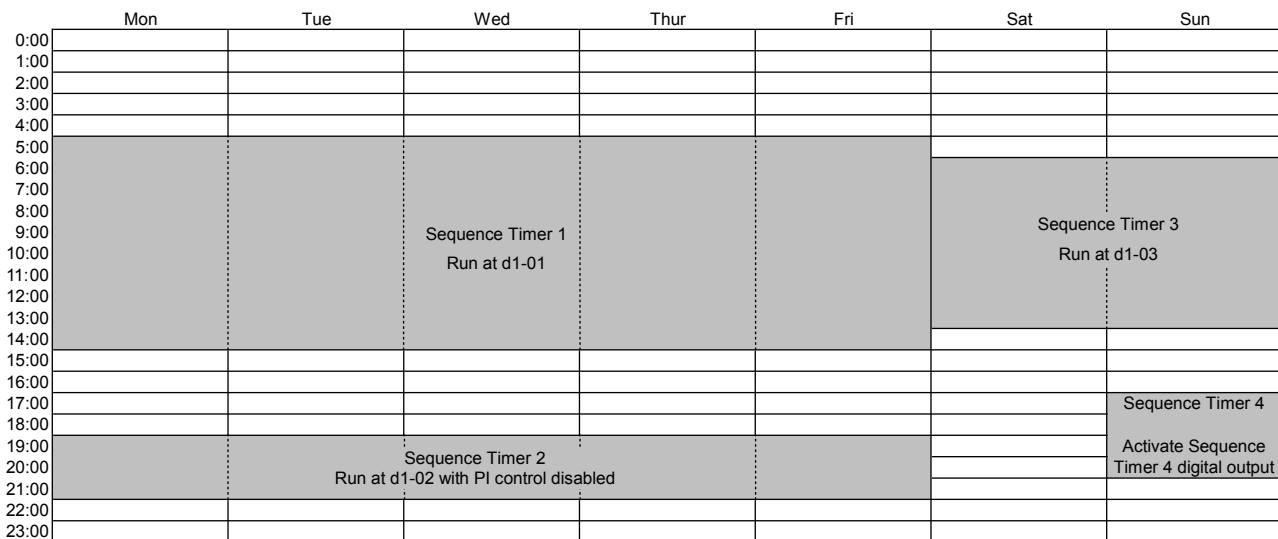 Mon Tue Wed Thur Fri Sat Sun
0:00
1:00
2:00
3:00
4:00
5:00
6:00
7:00
8:00
9:00
10:00
11:00
12:00
13:00
14:00
15:00
16:00
17:00
18:00
19:00
20:00
21:00
22:00
23:00
Sequence Timer 1
Run at d1-01
Sequence Timer 3
Run at d1-03
Sequence Timer 2
Run at d1-02 with PI control disabled
Sequence Timer 4
Activate Sequence
Timer 4 digital output